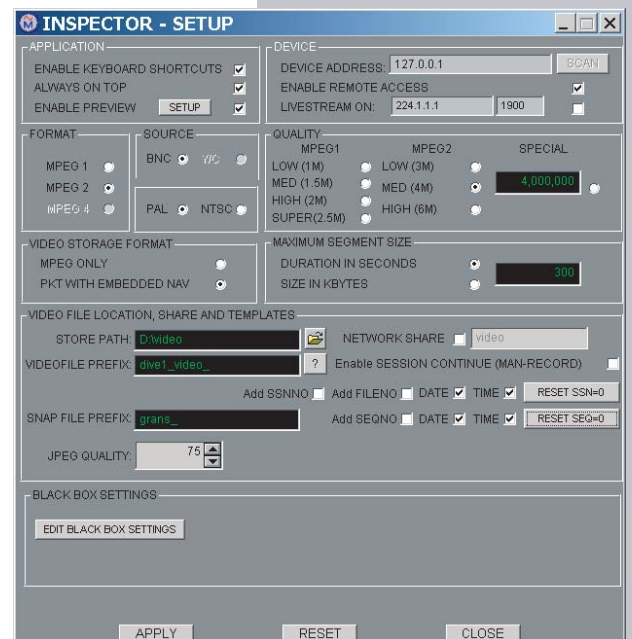 INSPECTOR - SETUP
APPLICATION
ENABLE KEYBOARD SHORTCUTS
ALWAYS ON TOP
ENABLE PREVIEW SETUP
DEVICE
DEVICE ADDRESS: 127.0.0.1 SCAN
ENABLE REMOTE ACCESS
LIVESTREAM ON: 224.1.1.1 1900
FORMAT
MPEG 1
MPEG 2
MPEG 4
SOURCE
BNC Y/C
PAL NTSC
QUALITY
MPEG1 MPEG2 SPECIAL
LOW (1M) LOW (3M)
MED (1.5M) MED (4M) 4,000,000
HIGH (2M) HIGH (6M)
SUPER(2.5M)
VIDEO STORAGE FORMAT
MPEG ONLY
PKT WITH EMBEDDED NAV
MAXIMUM SEGMENT SIZE
DURATION IN SECONDS 300
SIZE IN KBYTES
VIDEO FILE LOCATION, SHARE AND TEMPLATES
STORE PATH: D:\video NETWORK SHARE video
VIDEOFILE PREFIX: dive1_video_ ? Enable SESSION CONTINUE (MAN-RECORD)
Add SSNNO Add FILENO DATE TIME RESET SSN=0
SNAP FILE PREFIX: grans_ Add SEQNO DATE TIME RESET SEQ=0
JPEG QUALITY: 75
BLACK BOX SETTINGS
EDIT BLACK BOX SETTINGS
APPLY RESET CLOSE